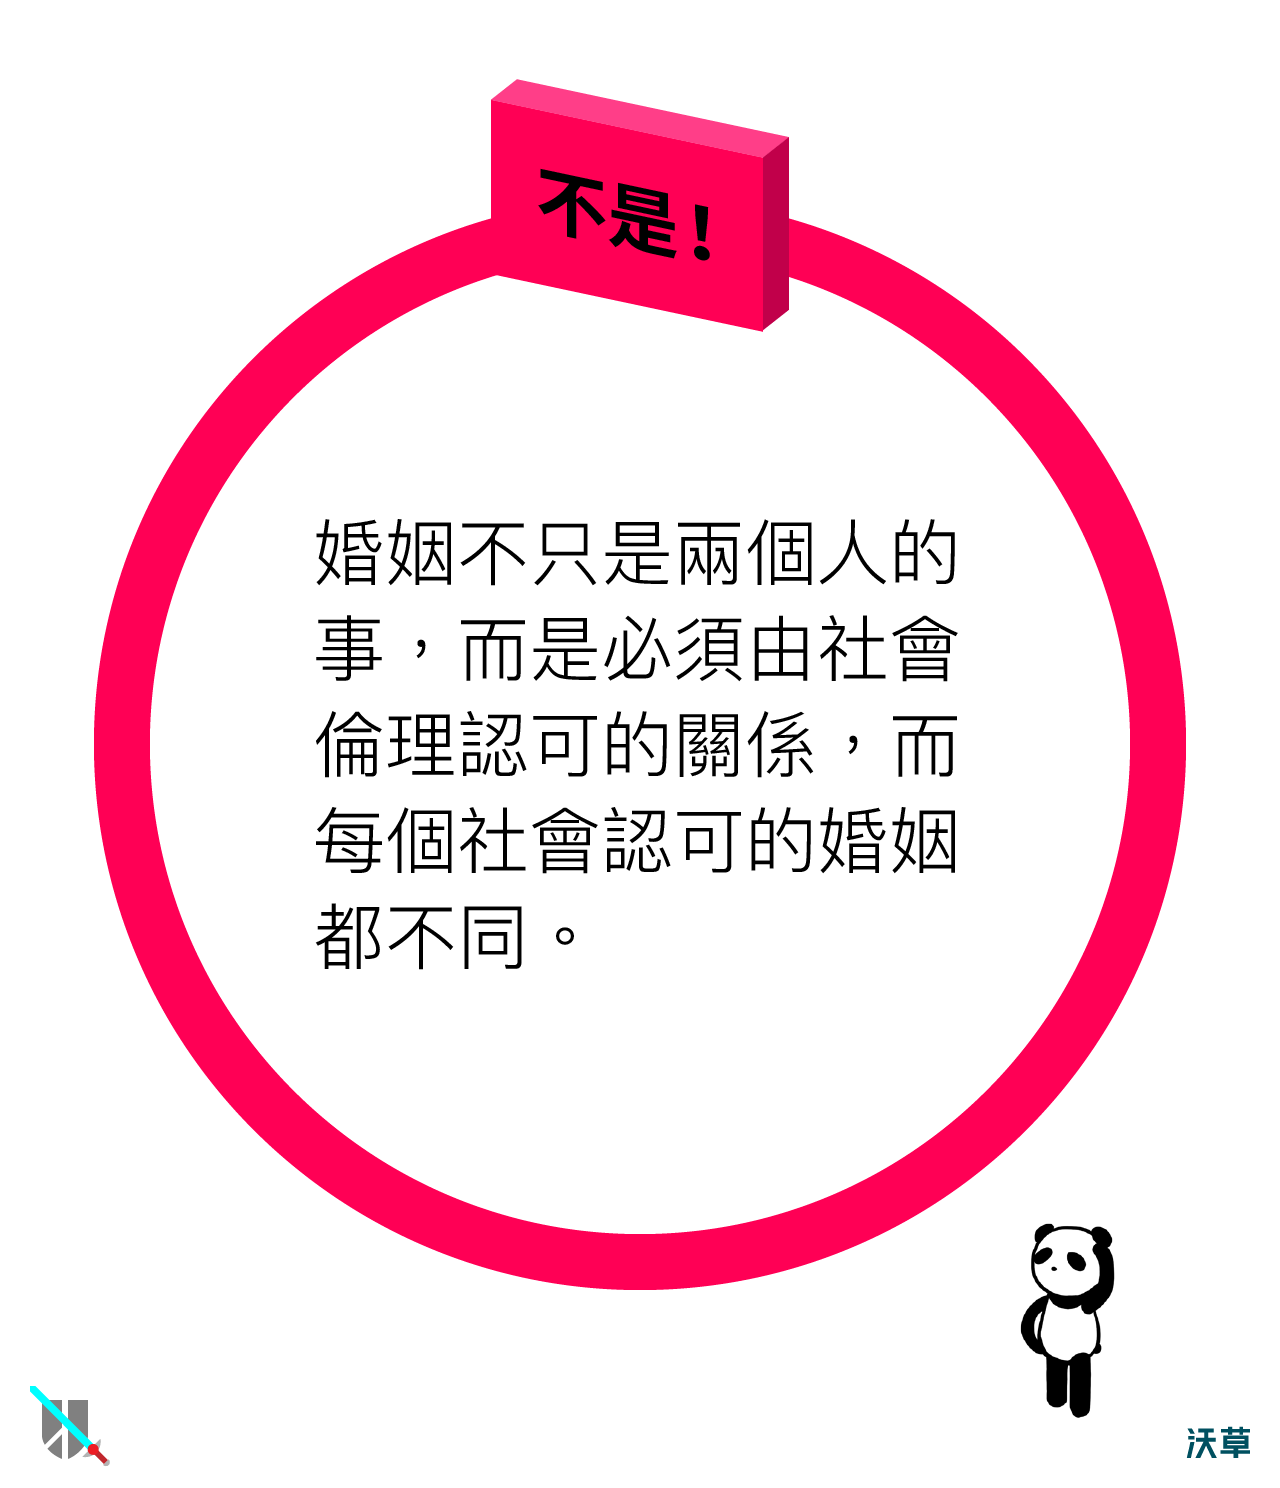 不是！
婚姻不只是兩個人的
事，而是必須由社會
倫理認可的關係，而
每個社會認可的婚姻
都不同。
沃草